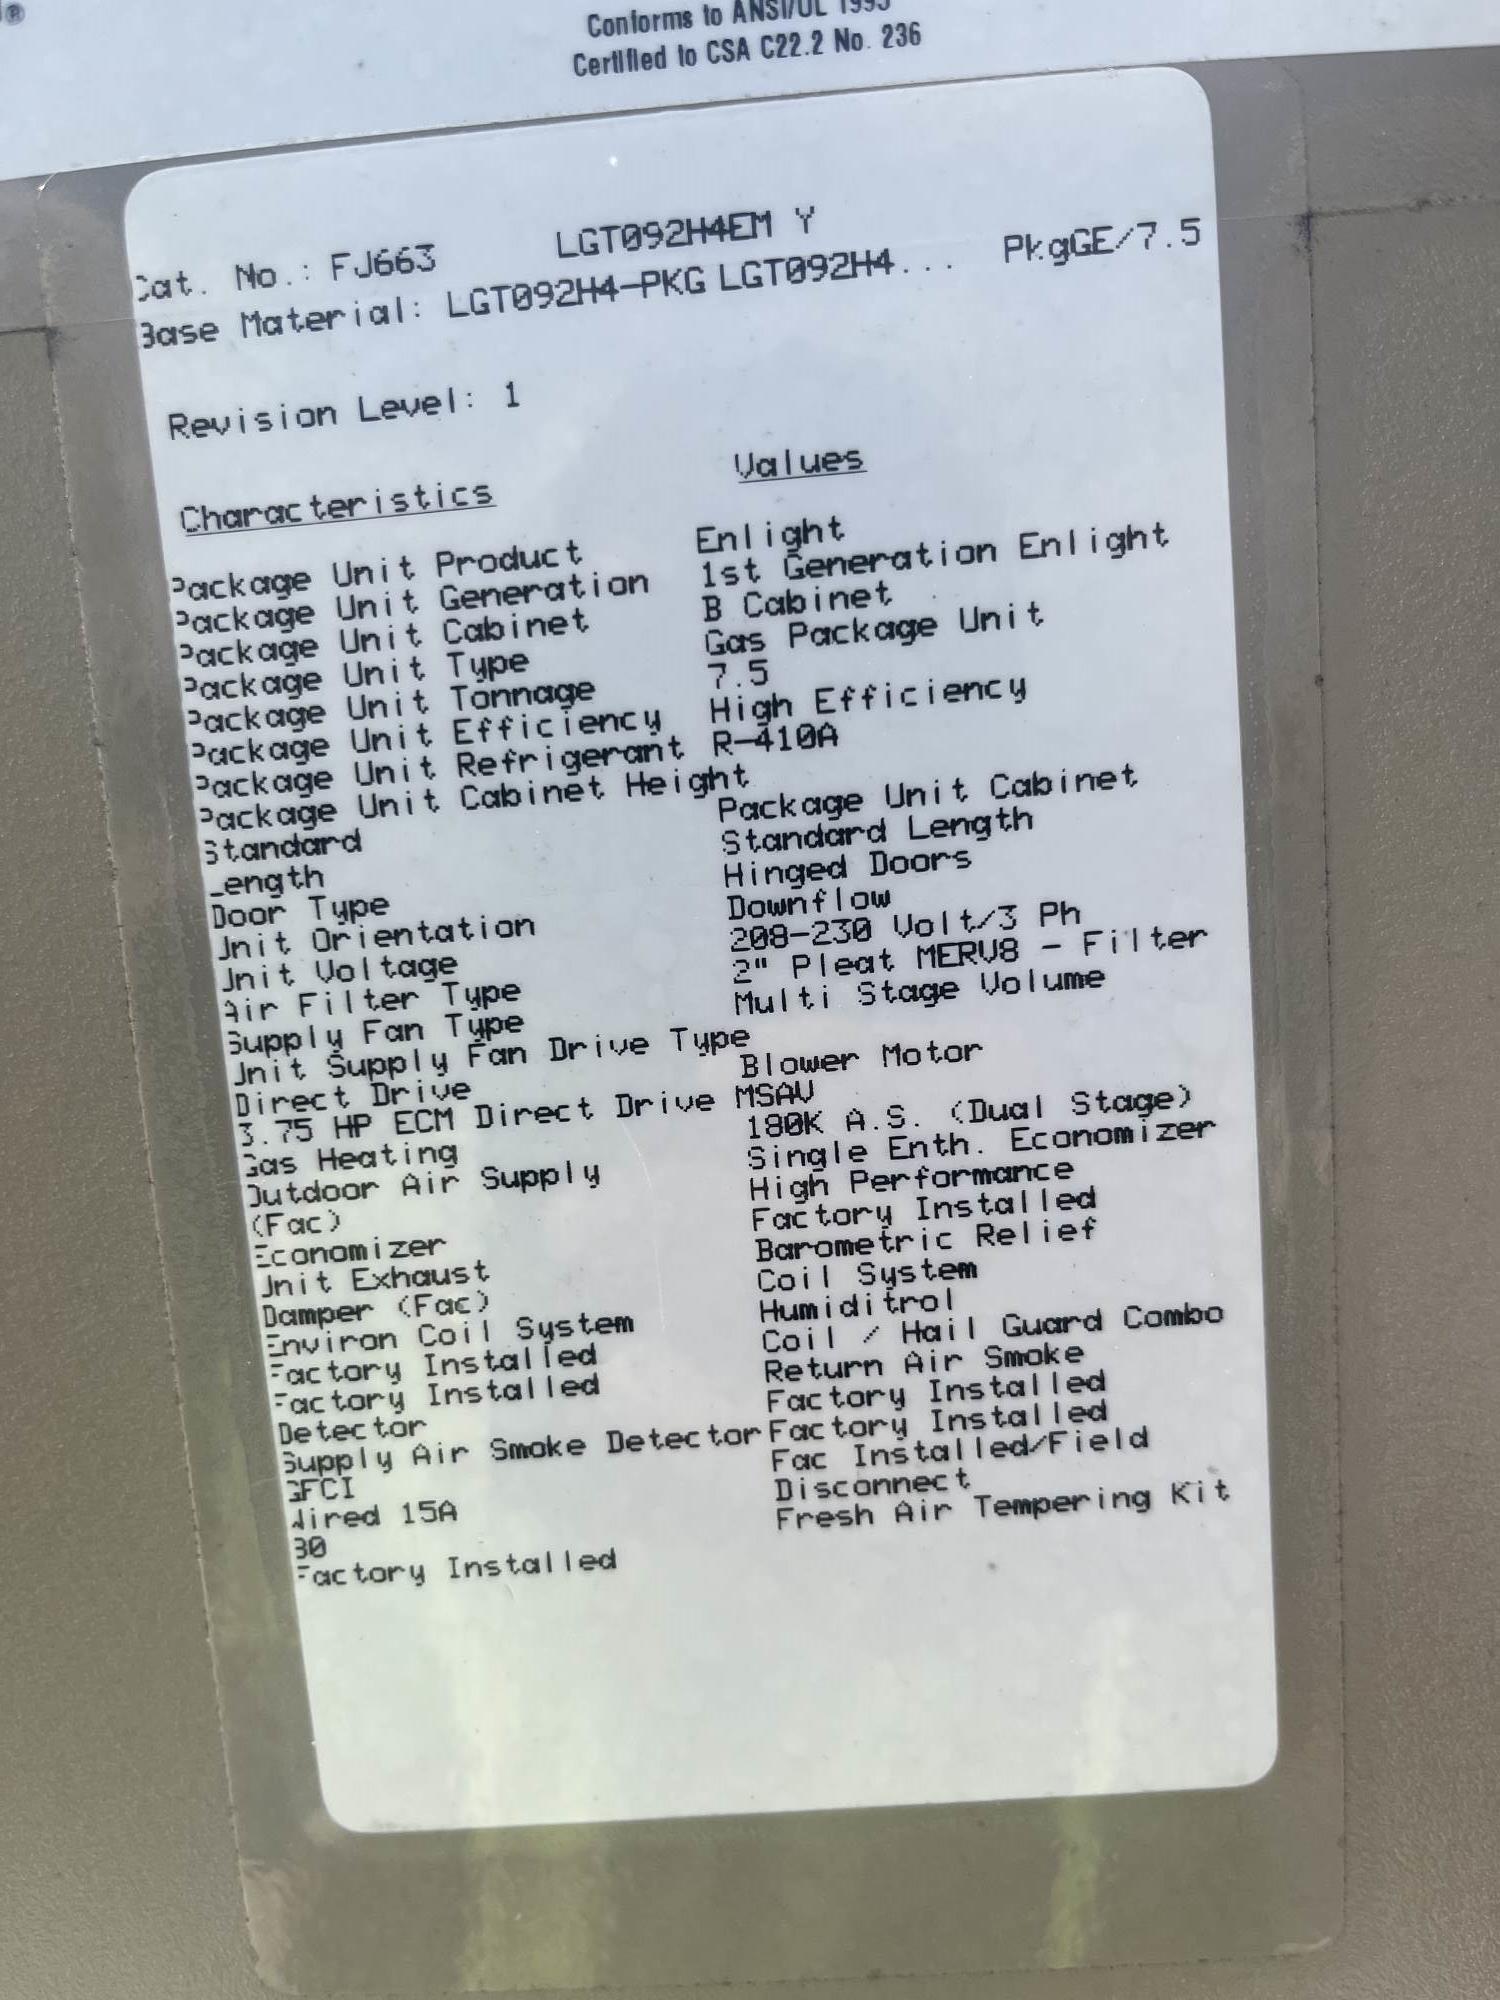 ®
Conforms to ANSI/UL 1995
Certified to CSA C22.2 No. 236
Cat. No.: FJ663 LGT092H4EM Y
Base Material: LGT092H4-PKG LGT092H4... PkgGE/7.5
Revision Level: 1
Characteristics Values
Package Unit Product Enlight
Package Unit Generation 1st Generation Enlight
Package Unit Cabinet B Cabinet
Package Unit Type Gas Package Unit
Package Unit Tonnage 7.5
Package Unit Efficiency High Efficiency
Package Unit Refrigerant R-410A
Package Unit Cabinet Height
Standard Package Unit Cabinet
Length Standard Length
Door Type Hinged Doors
Unit Orientation Downflow
Unit Voltage 208-230 Volt/3 Ph
Air Filter Type 2" Pleat MERV8 - Filter
Supply Fan Type Multi Stage Volume
Unit Supply Fan Drive Type
Direct Drive Blower Motor
3.75 HP ECM Direct Drive MSAV
Gas Heating 180K A.S. (Dual Stage)
Outdoor Air Supply Single Enth. Economizer
(Fac) High Performance
Economizer Factory Installed
Unit Exhaust Barometric Relief
Damper (Fac) Coil System
Environ Coil System Humiditrol
Factory Installed Coil / Hail Guard Combo
Factory Installed Return Air Smoke
Detector Factory Installed
Supply Air Smoke Detector Factory Installed
GFCI Fac Installed/Field
Wired 15A Disconnect
80 Fresh Air Tempering Kit
Factory Installed